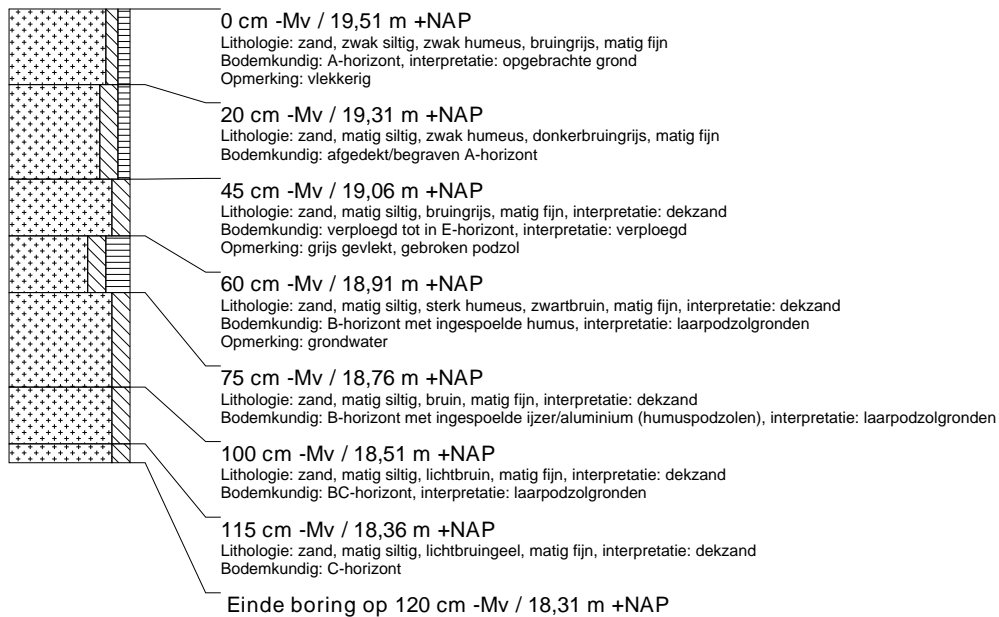 0 cm -Mv / 19,51 m +NAP
Lithologie: zand, zwak siltig, zwak humeus, bruingrijs, matig fijn
Bodemkundig: A-horizont, interpretatie: opgebrachte grond
Opmerking: vlekkerig
20 cm -Mv / 19,31 m +NAP
Lithologie: zand, matig siltig, zwak humeus, donkerbruingrijs, matig fijn
Bodemkundig: afgedekt/begraven A-horizont
45 cm -Mv / 19,06 m +NAP
Lithologie: zand, matig siltig, bruingrijs, matig fijn, interpretatie: dekzand
Bodemkundig: verploegd tot in E-horizont, interpretatie: verploegd
Opmerking: grijs gevlekt, gebroken podzol
60 cm -Mv / 18,91 m +NAP
Lithologie: zand, matig siltig, sterk humeus, zwartbruin, matig fijn, interpretatie: dekzand
Bodemkundig: B-horizont met ingespoelde humus, interpretatie: laarpodzolgronden
Opmerking: grondwater
75 cm -Mv / 18,76 m +NAP
Lithologie: zand, matig siltig, bruin, matig fijn, interpretatie: dekzand
Bodemkundig: B-horizont met ingespoelde ijzer/aluminium (humuspodzolen), interpretatie: laarpodzolgronden
100 cm -Mv / 18,51 m +NAP
Lithologie: zand, matig siltig, lichtbruin, matig fijn, interpretatie: dekzand
Bodemkundig: BC-horizont, interpretatie: laarpodzolgronden
115 cm -Mv / 18,36 m +NAP
Lithologie: zand, matig siltig, lichtbruingeel, matig fijn, interpretatie: dekzand
Bodemkundig: C-horizont
Einde boring op 120 cm -Mv / 18,31 m +NAP